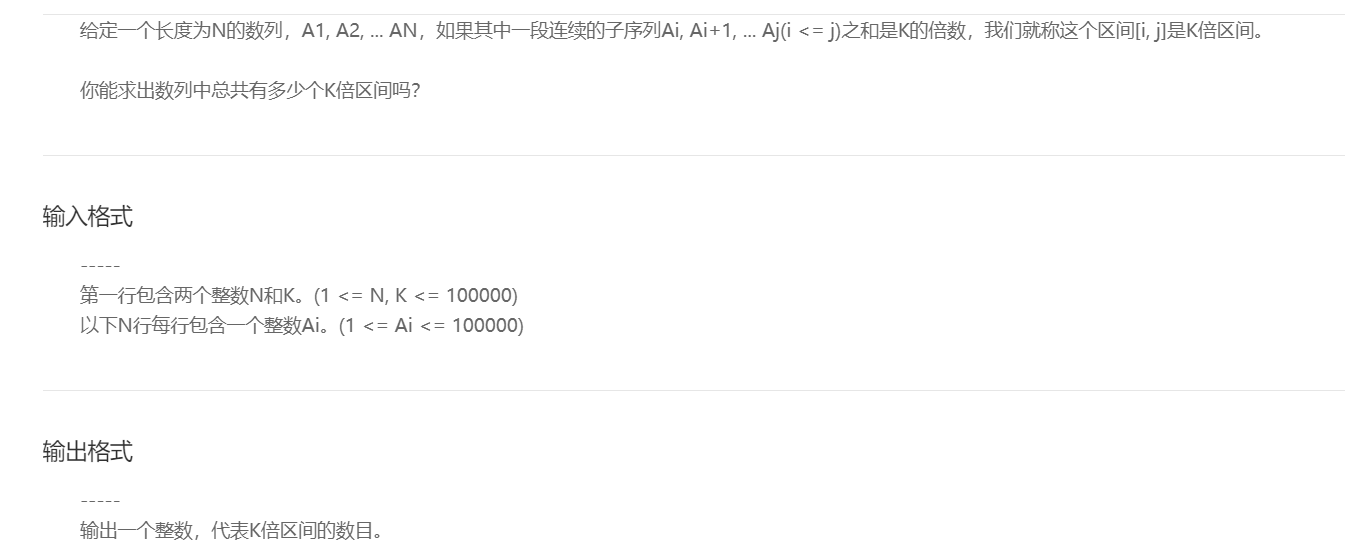 给定一个长度为N的数列，A1, A2, ... AN，如果其中一段连续的子序列Ai, Ai+1, ... Aj(i <= j)之和是K的倍数，我们就称这个区间[i, j]是K倍区间。
你能求出数列中总共有多少个K倍区间吗？
输入格式
-----
第一行包含两个整数N和K。(1 <= N, K <= 100000)
以下N行每行包含一个整数Ai。(1 <= Ai <= 100000)
输出格式
-----
输出一个整数，代表K倍区间的数目。